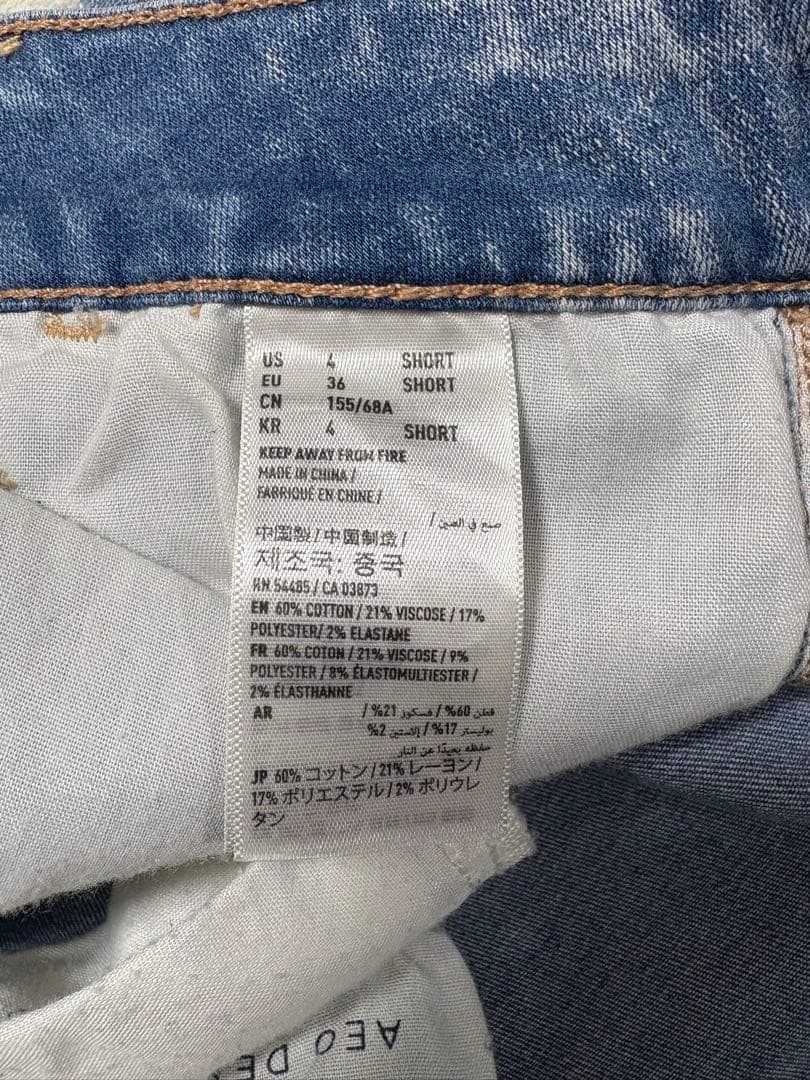 US 4 SHORT
EU 36 SHORT
CN 155/68A
KR 4 SHORT
KEEP AWAY FROM FIRE
MADE IN CHINA /
FABRIQUÉ EN CHINE /
صنع في الصين /
中国製 / 中国制造 /
제조국: 중국
RN 54485 / CA 03873
EN 60% COTTON / 21% VISCOSE / 17%
POLYESTER/ 2% ELASTANE
FR 60% COTON / 21% VISCOSE / 9%
POLYESTER / 8% ÉLASTOMULTIESTER /
2% ÉLASTHANNE
AR قطن 60% / فسكوز 21% /
بوليستر 17% / إلاستين 2%
حفظه بعيدًا عن النار
JP 60% コットン / 21% レーヨン /
17% ポリエステル / 2% ポリウレ
タン
AEO DE